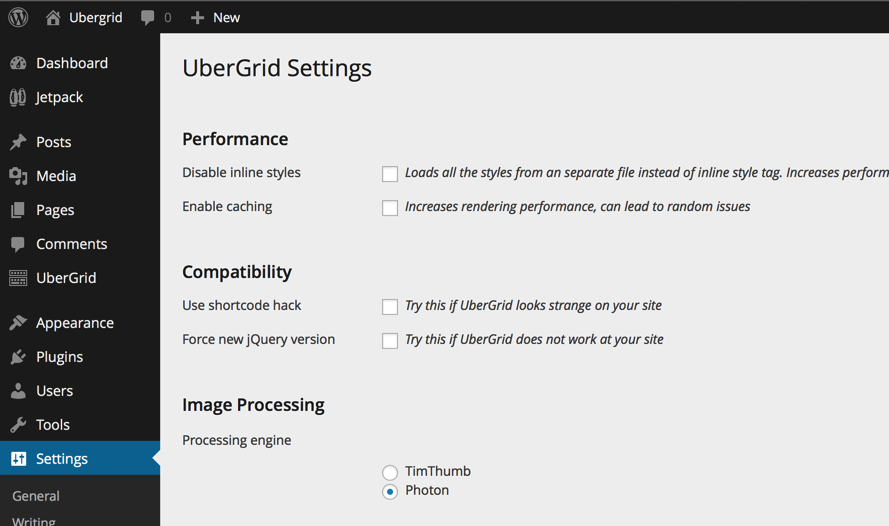 Ubergrid 0 New
Dashboard
Jetpack
Posts
Media
Pages
Comments
UberGrid
Appearance
Plugins
Users
Tools
Settings
General
Writing
UberGrid Settings
Performance
Disable inline styles Loads all the styles from an separate file instead of inline style tag. Increases perform
Enable caching Increases rendering performance, can lead to random issues
Compatibility
Use shortcode hack Try this if UberGrid looks strange on your site
Force new jQuery version Try this if UberGrid does not work at your site
Image Processing
Processing engine
TimThumb
Photon